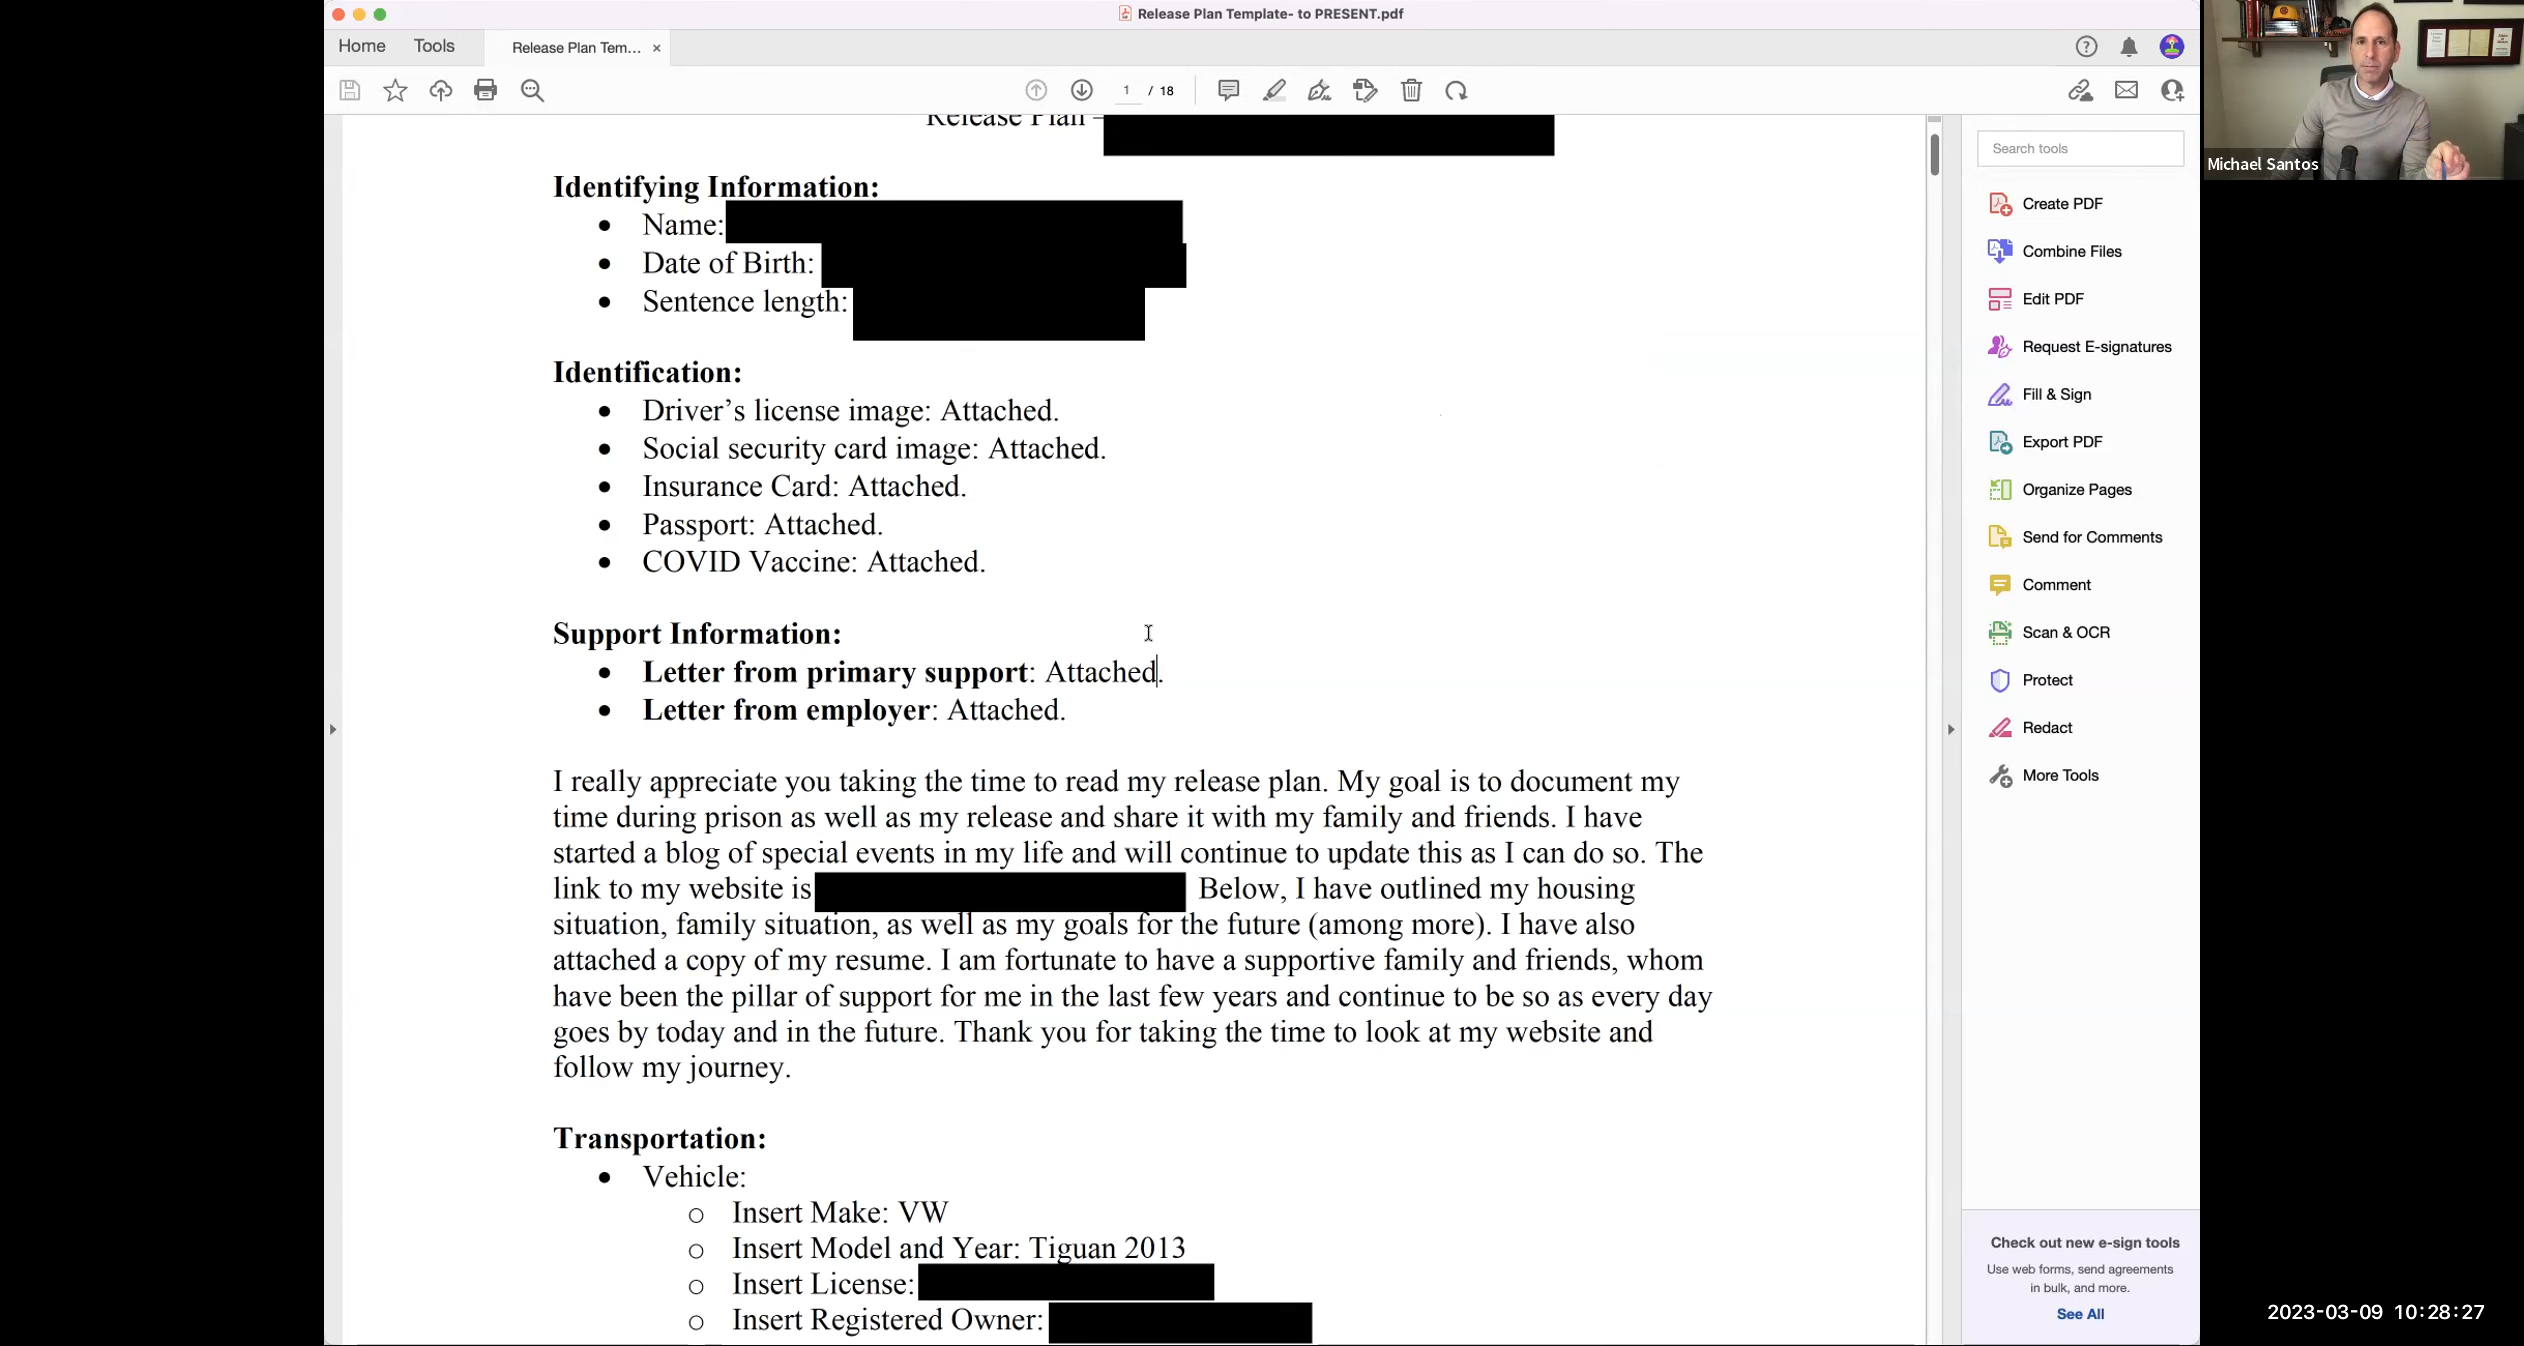 Release Plan Template- to PRESENT.pdf
Home Tools Release Plan Tem... ×
1 / 18
Release Plan –
Identifying Information:
• Name:
• Date of Birth:
• Sentence length:
Identification:
• Driver’s license image: Attached.
• Social security card image: Attached.
• Insurance Card: Attached.
• Passport: Attached.
• COVID Vaccine: Attached.
Support Information:
• Letter from primary support: Attached.
• Letter from employer: Attached.
I really appreciate you taking the time to read my release plan. My goal is to document my
time during prison as well as my release and share it with my family and friends. I have
started a blog of special events in my life and will continue to update this as I can do so. The
link to my website is Below, I have outlined my housing
situation, family situation, as well as my goals for the future (among more). I have also
attached a copy of my resume. I am fortunate to have a supportive family and friends, whom
have been the pillar of support for me in the last few years and continue to be so as every day
goes by today and in the future. Thank you for taking the time to look at my website and
follow my journey.
Transportation:
• Vehicle:
o Insert Make: VW
o Insert Model and Year: Tiguan 2013
o Insert License:
o Insert Registered Owner:
Search tools
Create PDF
Combine Files
Edit PDF
Request E-signatures
Fill & Sign
Export PDF
Organize Pages
Send for Comments
Comment
Scan & OCR
Protect
Redact
More Tools
Check out new e-sign tools
Use web forms, send agreements
in bulk, and more.
See All
Michael Santos
2023-03-09 10:28:27